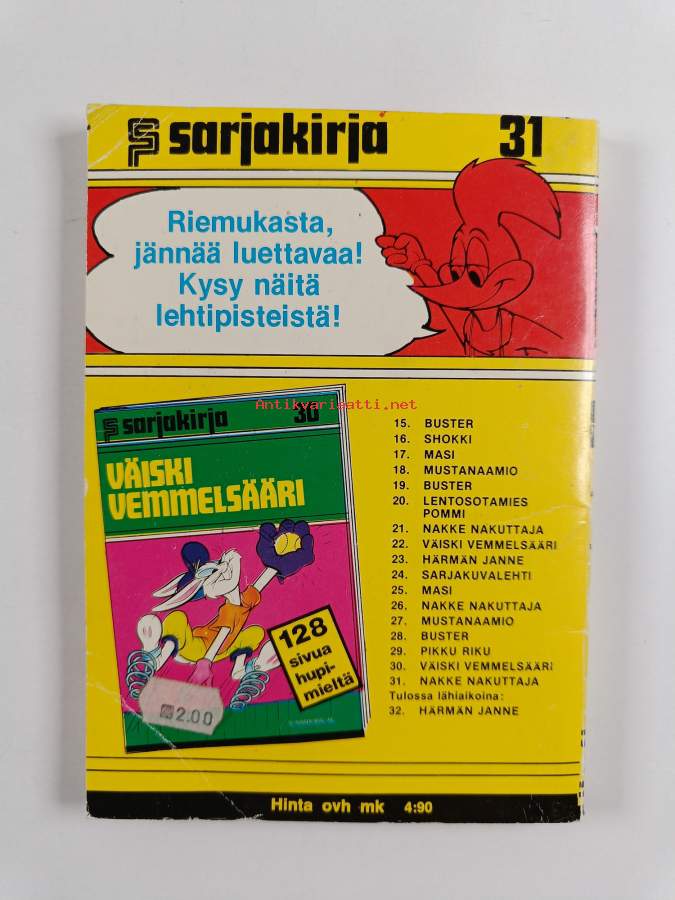 sarjakirja 31
Riemukasta,
jännää luettavaa!
Kysy näitä
lehtipisteistä!
Antikvariaatti.net
sarjakirja 30
VÄISKI
VEMMELSÄÄRI
128
sivua
hupi-
mieltä
2.00
15. BUSTER
16. SHOKKI
17. MASI
18. MUSTANAAMIO
19. BUSTER
20. LENTOSOTAMIES
POMMI
21. NAKKE NAKUTTAJA
22. VÄISKI VEMMELSÄÄRI
23. HÄRMÄN JANNE
24. SARJAKUVALEHTI
25. MASI
26. NAKKE NAKUTTAJA
27. MUSTANAAMIO
28. BUSTER
29. PIKKU RIKU
30. VÄISKI VEMMELSÄÄRI
31. NAKKE NAKUTTAJA
Tulossa lähiaikoina:
32. HÄRMÄN JANNE
Hinta ovh mk 4:90